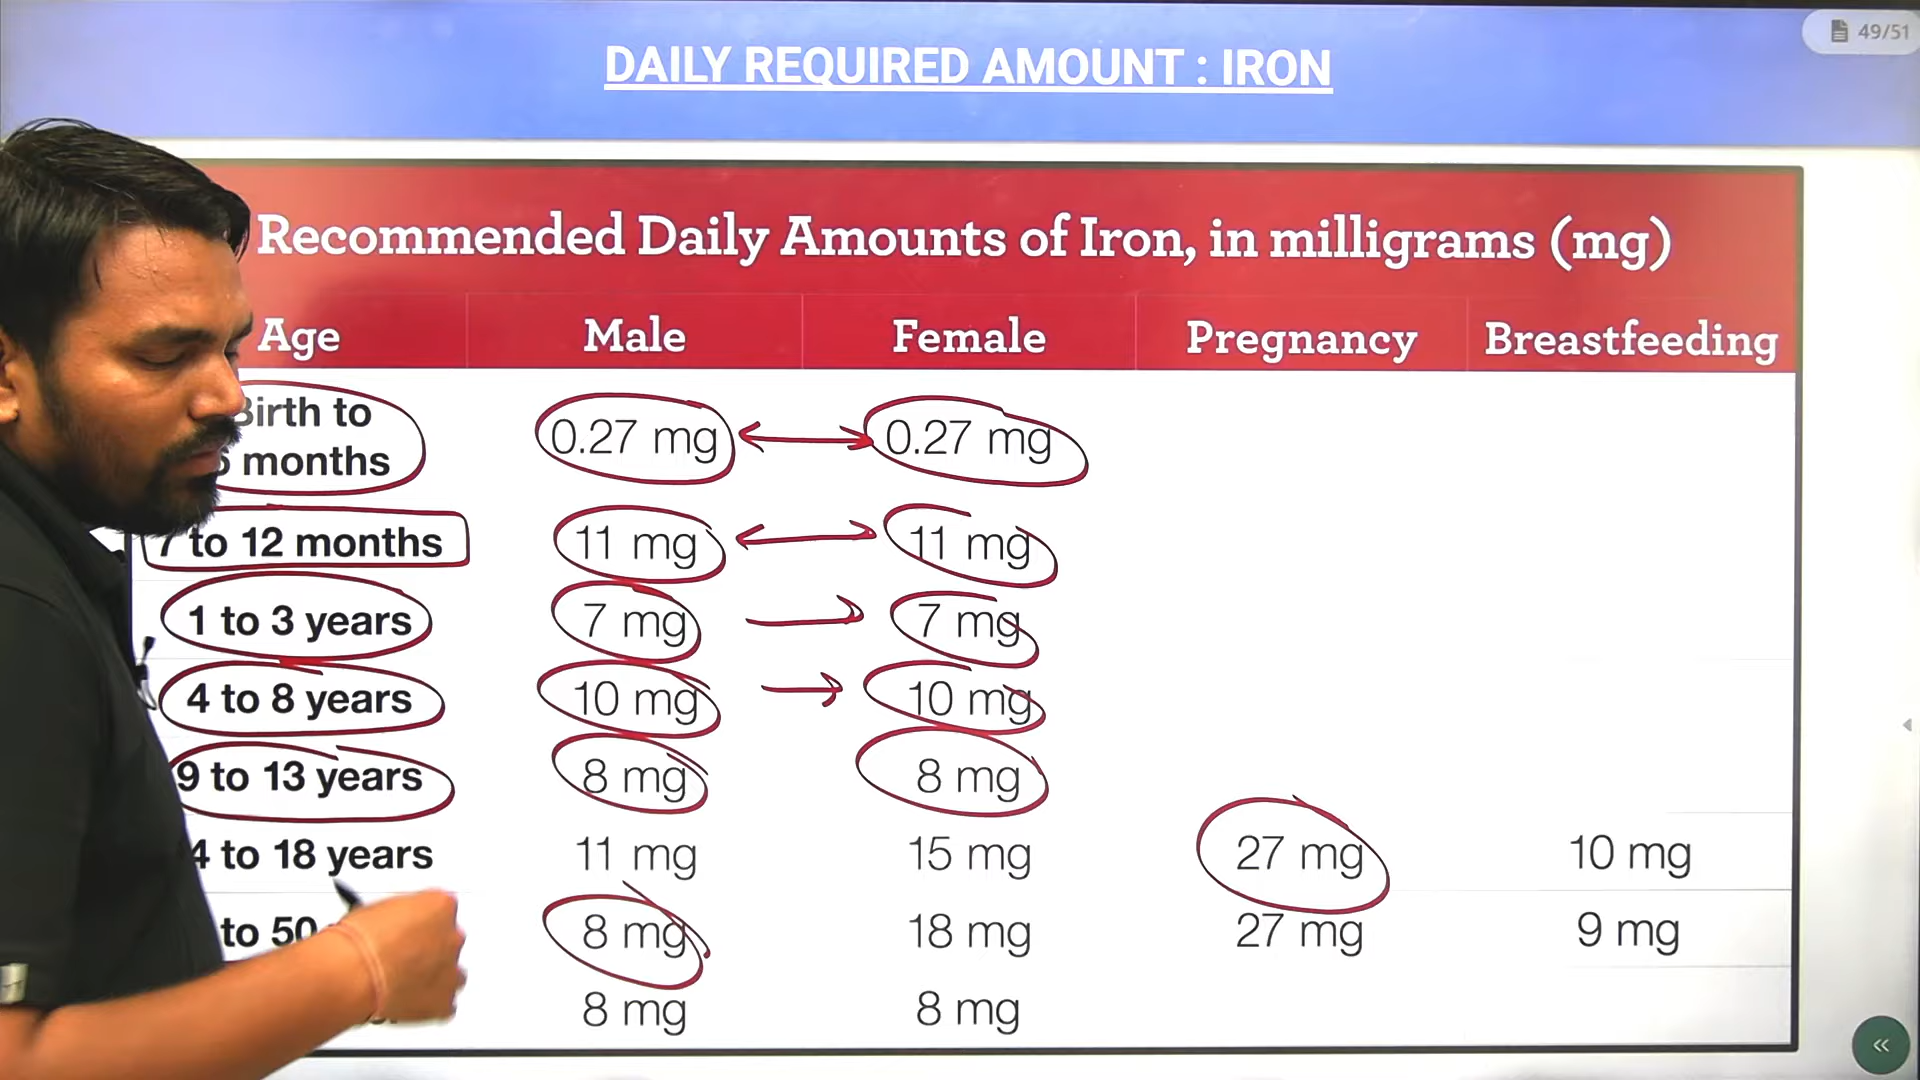 49/51
DAILY REQUIRED AMOUNT : IRON
Recommended Daily Amounts of Iron, in milligrams (mg)
Age Male Female Pregnancy Breastfeeding
Birth to
6 months 0.27 mg 0.27 mg
7 to 12 months 11 mg 11 mg
1 to 3 years 7 mg 7 mg
4 to 8 years 10 mg 10 mg
9 to 13 years 8 mg 8 mg
4 to 18 years 11 mg 15 mg 27 mg 10 mg
to 50 8 mg 18 mg 27 mg 9 mg
8 mg 8 mg